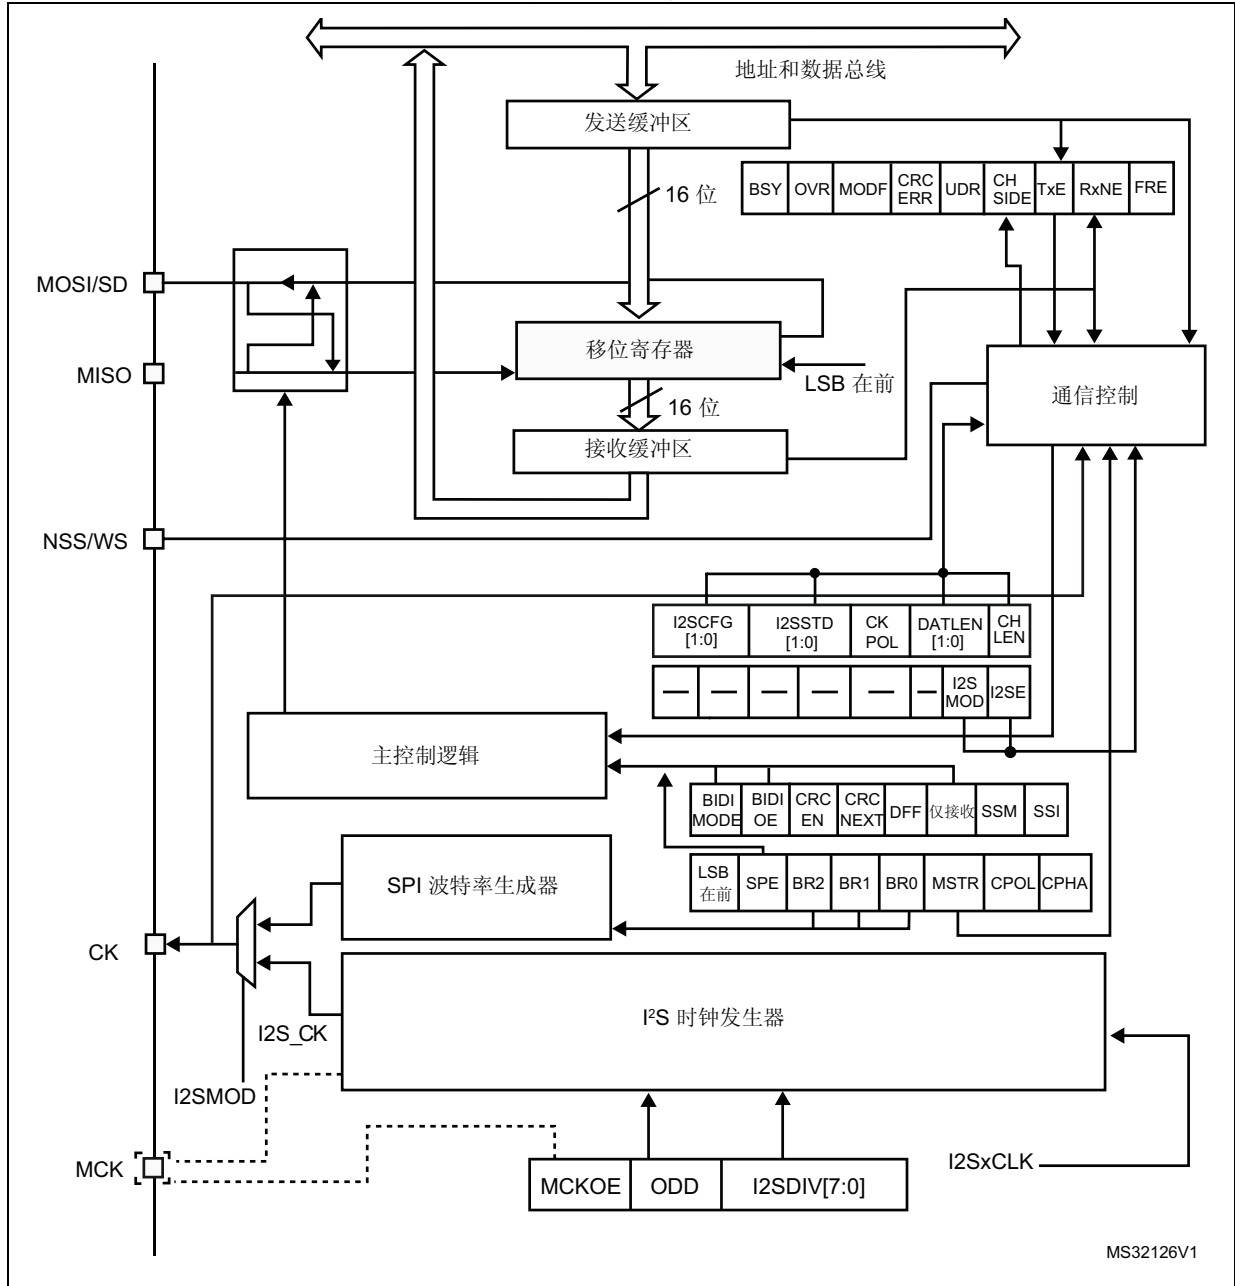 地址和数据总线
发送缓冲区
16 位
BSY OVR MODF CRC ERR UDR CH SIDE TxE RxNE FRE
MOSI/SD
移位寄存器
MISO
LSB 在前
通信控制
16 位
接收缓冲区
NSS/WS
I2SCFG [1:0] I2SSTD [1:0] CK POL DATLEN [1:0] CH LEN
— — — — — — I2S MOD I2SE
主控制逻辑
BIDI MODE BIDI OE CRC EN CRC NEXT DFF 仅接收 SSM SSI
SPI 波特率生成器
LSB 在前 SPE BR2 BR1 BR0 MSTR CPOL CPHA
CK
I²S 时钟发生器
I2S_CK
I2SMOD
MCK
I2SxCLK
MCKOE ODD I2SDIV[7:0]
MS32126V1